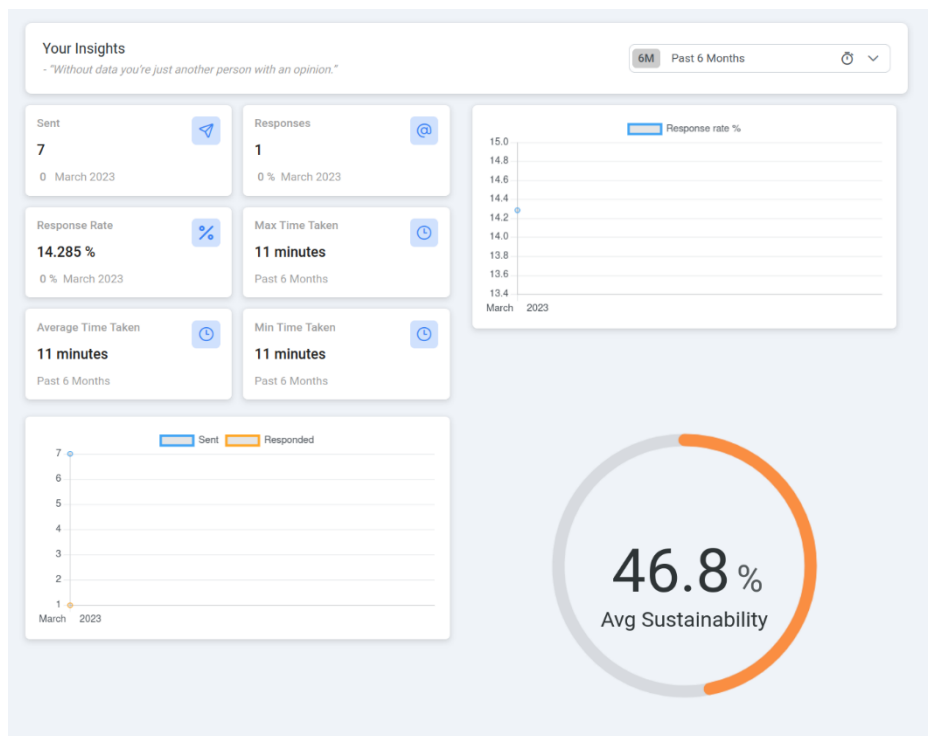 Your Insights
- "Without data you're just another person with an opinion."
6M Past 6 Months
Sent
7
0 March 2023
Responses
1
0 % March 2023
Response Rate
14.285 %
0 % March 2023
Max Time Taken
11 minutes
Past 6 Months
Average Time Taken
11 minutes
Past 6 Months
Min Time Taken
11 minutes
Past 6 Months
Response rate %
15.0
14.8
14.6
14.4
14.2
14.0
13.8
13.6
13.4
March 2023
Sent Responded
7
6
5
4
3
2
1
March 2023
46.8 %
Avg Sustainability